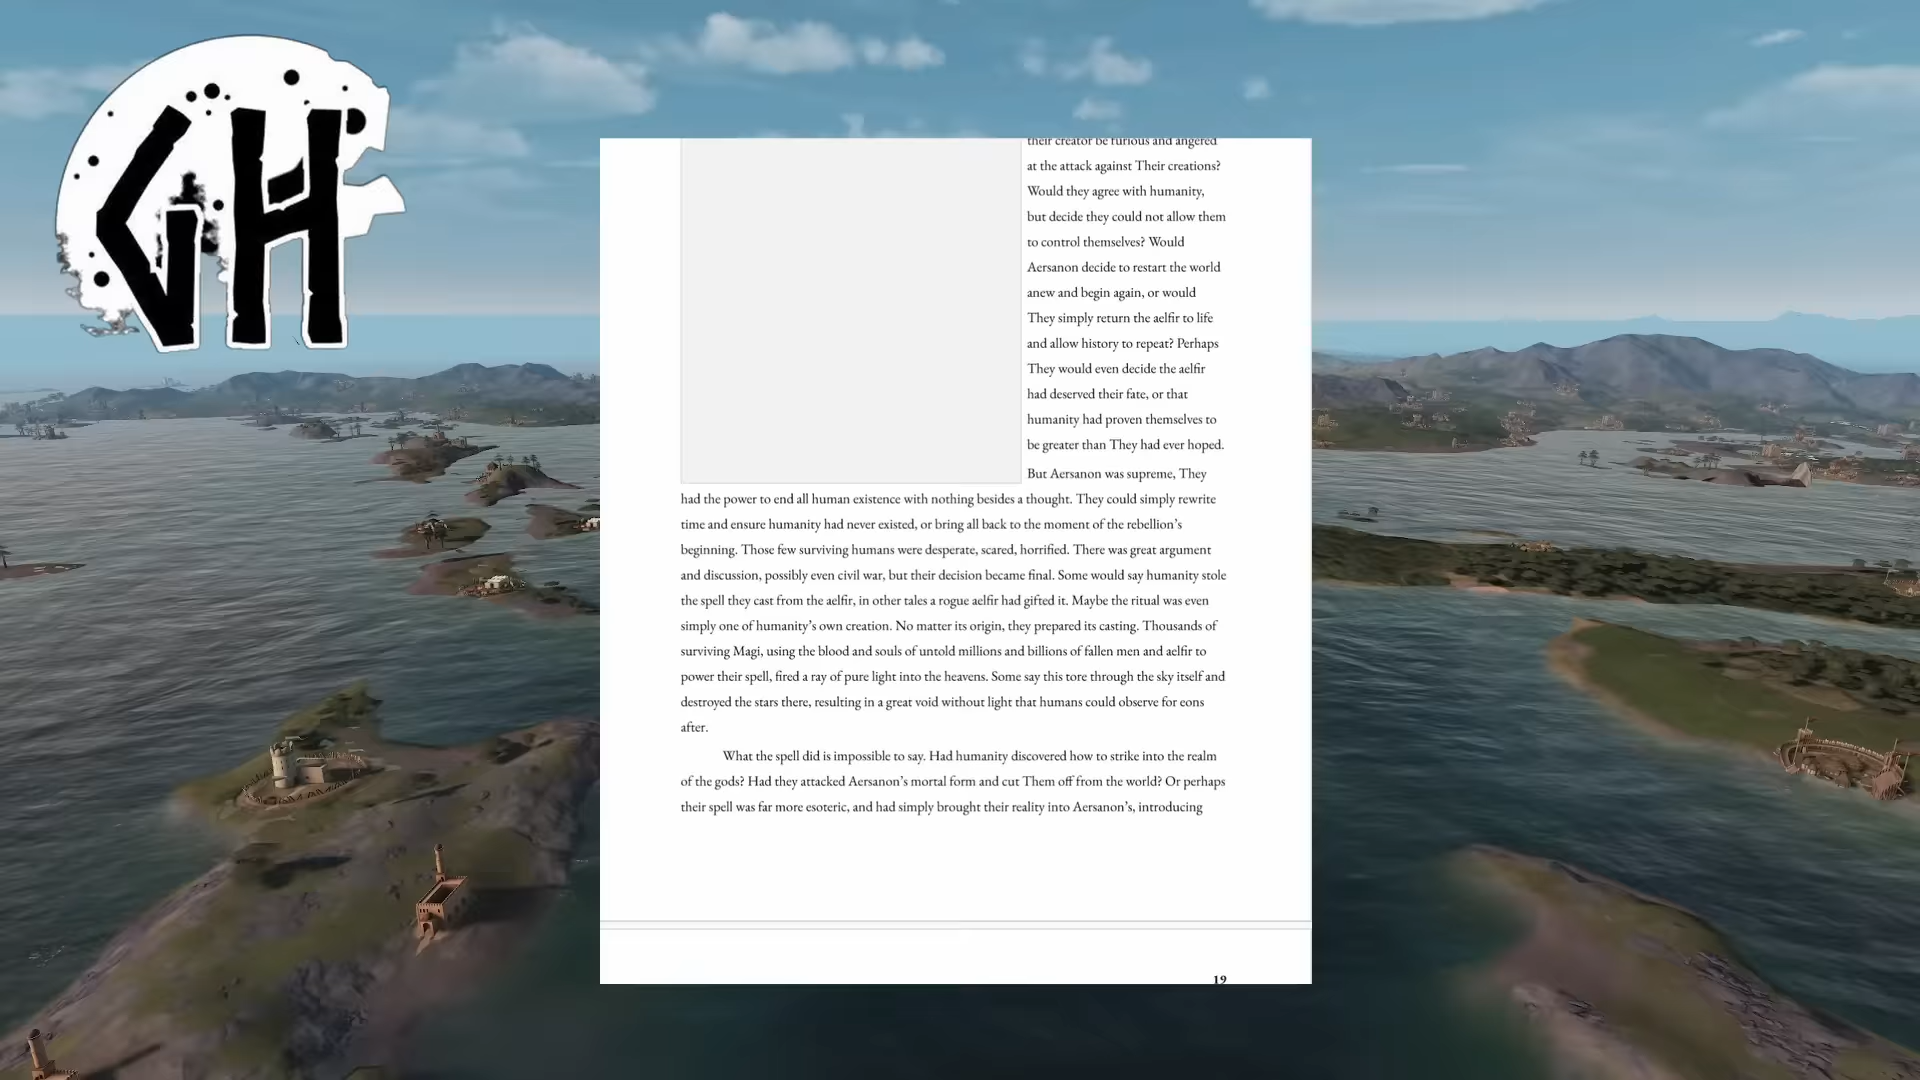 GH
their creator be furious and angered
at the attack against Their creations?
Would they agree with humanity,
but decide they could not allow them
to control themselves? Would
Aersanon decide to restart the world
anew and begin again, or would
They simply return the aelfir to life
and allow history to repeat? Perhaps
They would even decide the aelfir
had deserved their fate, or that
humanity had proven themselves to
be greater than They had ever hoped.
But Aersanon was supreme, They
had the power to end all human existence with nothing besides a thought. They could simply rewrite
time and ensure humanity had never existed, or bring all back to the moment of the rebellion’s
beginning. Those few surviving humans were desperate, scared, horrified. There was great argument
and discussion, possibly even civil war, but their decision became final. Some would say humanity stole
the spell they cast from the aelfir, in other tales a rogue aelfir had gifted it. Maybe the ritual was even
simply one of humanity’s own creation. No matter its origin, they prepared its casting. Thousands of
surviving Magi, using the blood and souls of untold millions and billions of fallen men and aelfir to
power their spell, fired a ray of pure light into the heavens. Some say this tore through the sky itself and
destroyed the stars there, resulting in a great void without light that humans could observe for eons
after.
What the spell did is impossible to say. Had humanity discovered how to strike into the realm
of the gods? Had they attacked Aersanon’s mortal form and cut Them off from the world? Or perhaps
their spell was far more esoteric, and had simply brought their reality into Aersanon’s, introducing
19